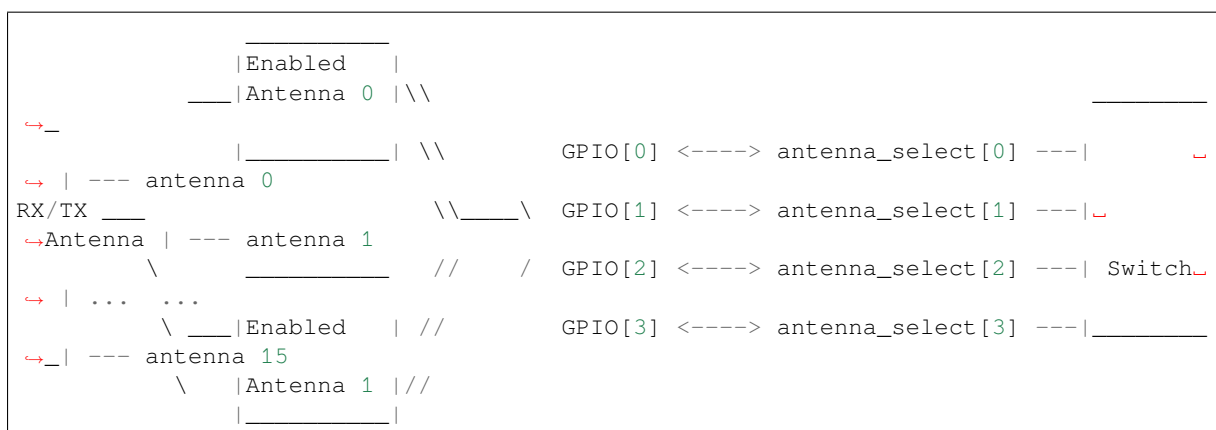 __________
                  |Enabled   |
               ___|Antenna 0 |\\                                              ________
↪_
                  |__________| \\        GPIO[0] <----> antenna_select[0] ---|       ␣
↪ | --- antenna 0
RX/TX ___                       \\____\  GPIO[1] <----> antenna_select[1] ---|␣
↪Antenna | --- antenna 1
         \         __________   //    /  GPIO[2] <----> antenna_select[2] ---| Switch␣
↪ | ...  ...
          \ ___|Enabled   | //        GPIO[3] <----> antenna_select[3] ---|________
↪_| --- antenna 15
           \    |Antenna 1 |//
                |__________|